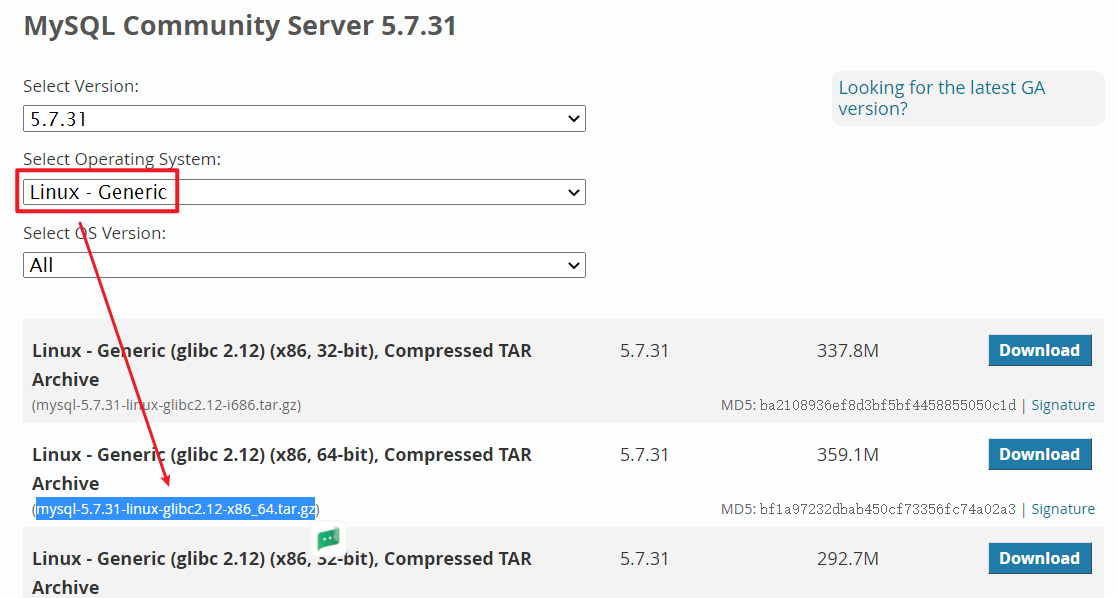 MySQL Community Server 5.7.31
Select Version:
5.7.31
Looking for the latest GA
version?
Select Operating System:
Linux - Generic
Select OS Version:
All
Linux - Generic (glibc 2.12) (x86, 32-bit), Compressed TAR
Archive
5.7.31
337.8M
Download
(mysql-5.7.31-linux-glibc2.12-i686.tar.gz)
MD5: ba2108936ef8d3bf5bf4458855050c1d | Signature
Linux - Generic (glibc 2.12) (x86, 64-bit), Compressed TAR
Archive
5.7.31
359.1M
Download
(mysql-5.7.31-linux-glibc2.12-x86_64.tar.gz)
MD5: bf1a97232dbab450cf73356fc74a02a3 | Signature
Linux - Generic (glibc 2.12) (x86, 32-bit), Compressed TAR
Archive
5.7.31
292.7M
Download